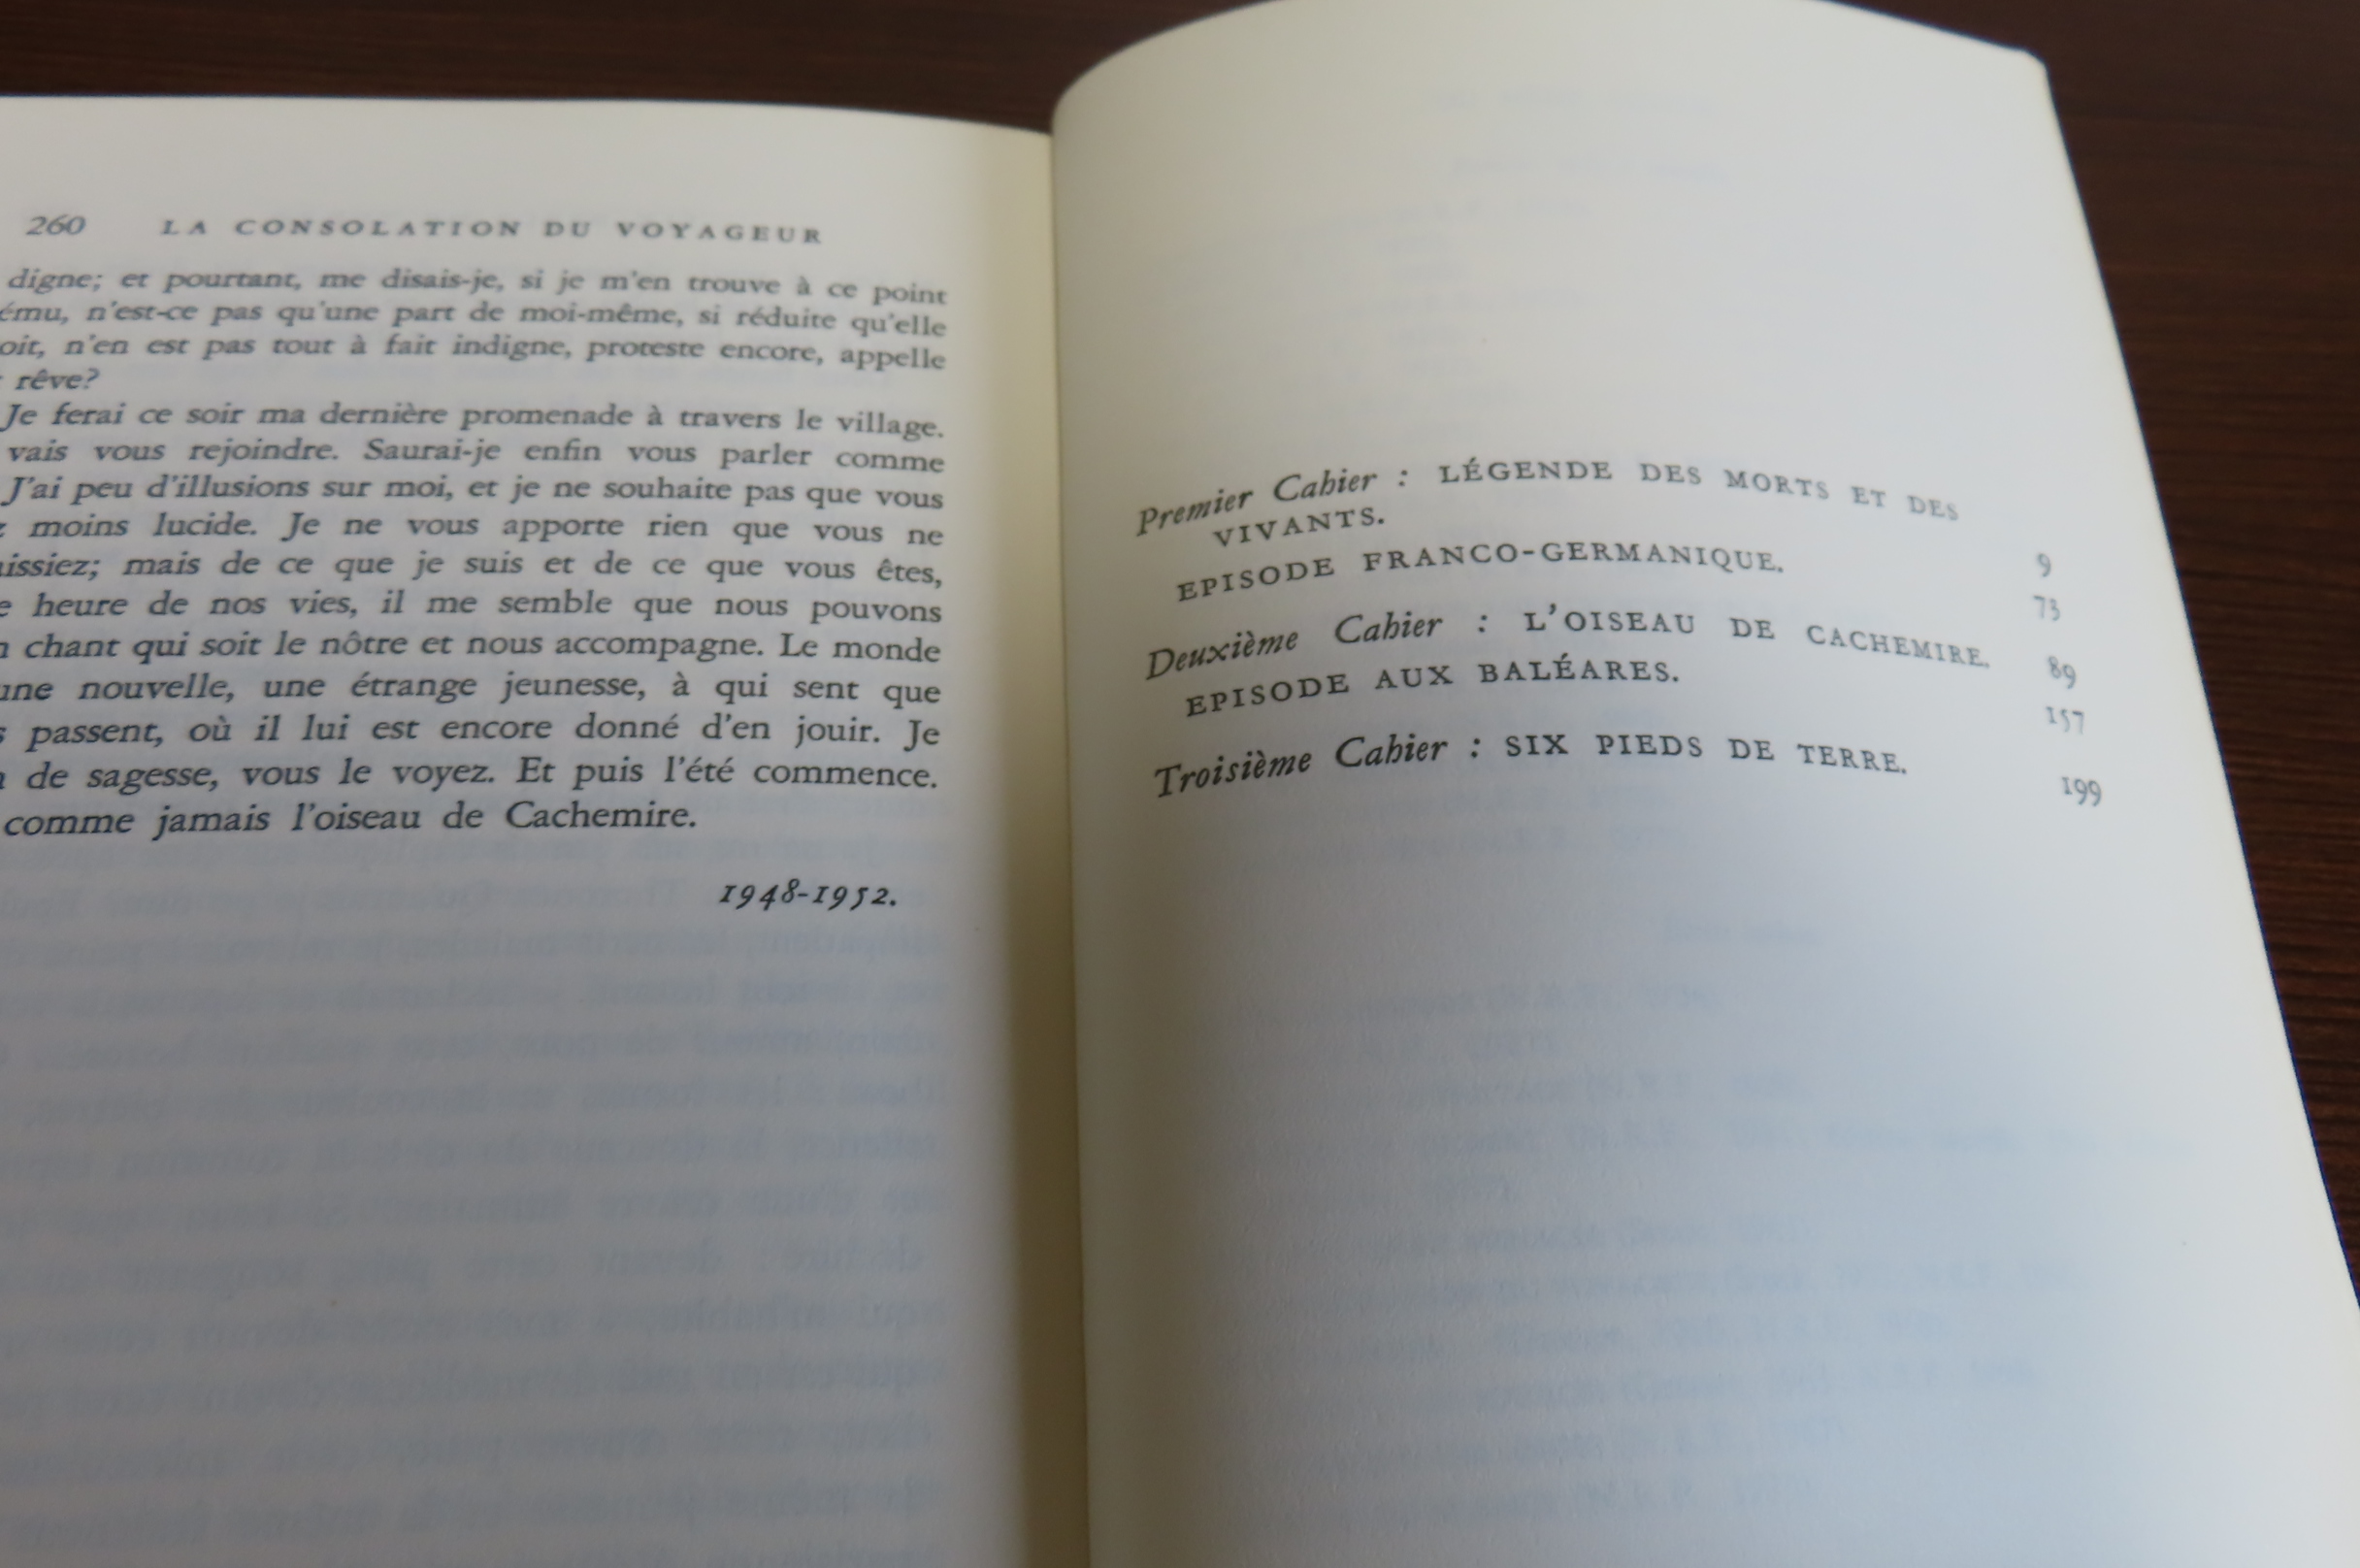 260 LA CONSOLATION DU VOYAGEUR
digne; et pourtant, me disais-je, si je m'en trouve à ce point
ému, n'est-ce pas qu'une part de moi-même, si réduite qu'elle
oit, n'en est pas tout à fait indigne, proteste encore, appelle
rêve?
Je ferai ce soir ma dernière promenade à travers le village.
vais vous rejoindre. Saurai-je enfin vous parler comme
J'ai peu d'illusions sur moi, et je ne souhaite pas que vous
moins lucide. Je ne vous apporte rien que vous ne
issiez; mais de ce que je suis et de ce que vous êtes,
heure de nos vies, il me semble que nous pouvons
chant qui soit le nôtre et nous accompagne. Le monde
une nouvelle, une étrange jeunesse, à qui sent que
passent, où il lui est encore donné d'en jouir. Je
de sagesse, vous le voyez. Et puis l'été commence.
comme jamais l'oiseau de Cachemire.
1948-1952.
Premier Cahier : LÉGENDE DES MORTS ET DES
VIVANTS. 9
EPISODE FRANCO-GERMANIQUE. 73
Deuxième Cahier : L'OISEAU DE CACHEMIRE. 89
EPISODE AUX BALÉARES. 157
Troisième Cahier : SIX PIEDS DE TERRE. 199